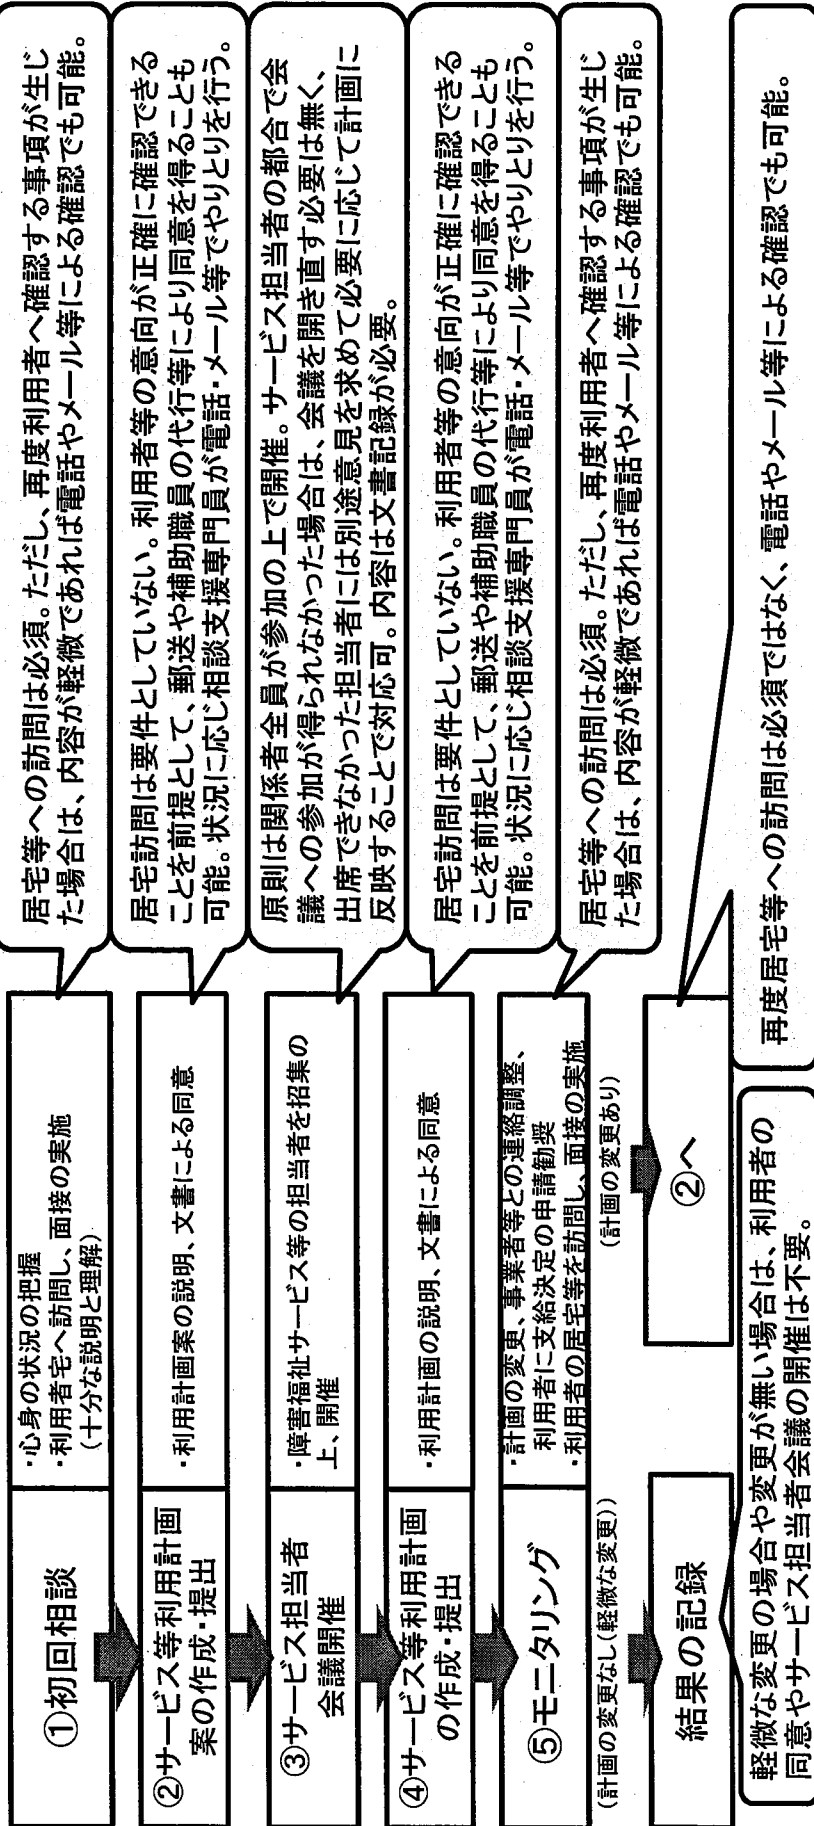 ①初回相談
・心身の状況の把握
・利用者宅へ訪問し、面接の実施
（十分な説明と理解）
居宅等への訪問は必須。ただし、再度利用者へ確認する事項が生じ
た場合は、内容が軽微であれば電話やメール等による確認でも可能。
②サービス等利用計画
案の作成・提出
・利用計画案の説明、文書による同意
居宅訪問は要件としていない。利用者等の意向が正確に確認できる
ことを前提として、郵送や補助職員の代行等により同意を得ることも
可能。状況に応じ相談支援専門員が電話・メール等でやりとりを行う。
③サービス担当者
会議開催
・障害福祉サービス等の担当者を招集の
上、開催
原則は関係者全員が参加の上で開催。サービス担当者の都合で会
議への参加が得られなかった場合は、会議を開き直す必要は無く、
出席できなかった担当者には別途意見を求めて必要に応じて計画に
反映することで対応可。内容は文書記録が必要。
④サービス等利用計画
の作成・提出
・利用計画の説明、文書による同意
居宅訪問は要件としていない。利用者等の意向が正確に確認できる
ことを前提として、郵送や補助職員の代行等により同意を得ることも
可能。状況に応じ相談支援専門員が電話・メール等でやりとりを行う。
⑤モニタリング
・計画の変更、事業者等との連絡調整、
利用者に支給決定の申請勧奨
・利用者の居宅等を訪問し、面接の実施
居宅等への訪問は必須。ただし、再度利用者へ確認する事項が生じ
た場合は、内容が軽微であれば電話やメール等による確認でも可能。
（計画の変更なし（軽微な変更））
（計画の変更あり）
結果の記録
②へ
軽微な変更の場合や変更が無い場合は、利用者の
同意やサービス担当者会議の開催は不要。
再度居宅等への訪問は必須ではなく、電話やメール等による確認でも可能。